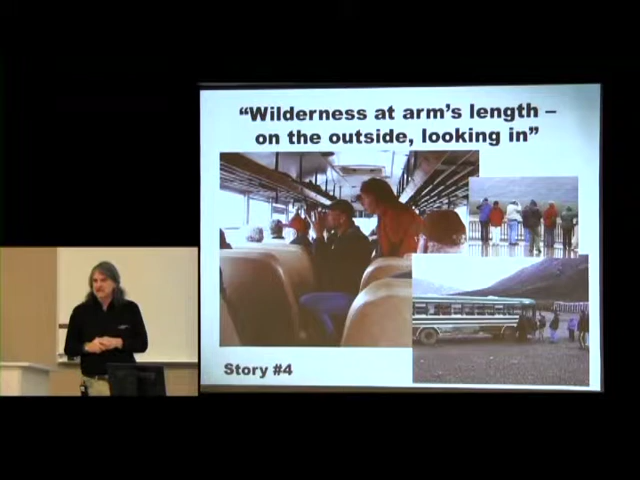 “Wilderness at arm’s length –
on the outside, looking in”
Story #4